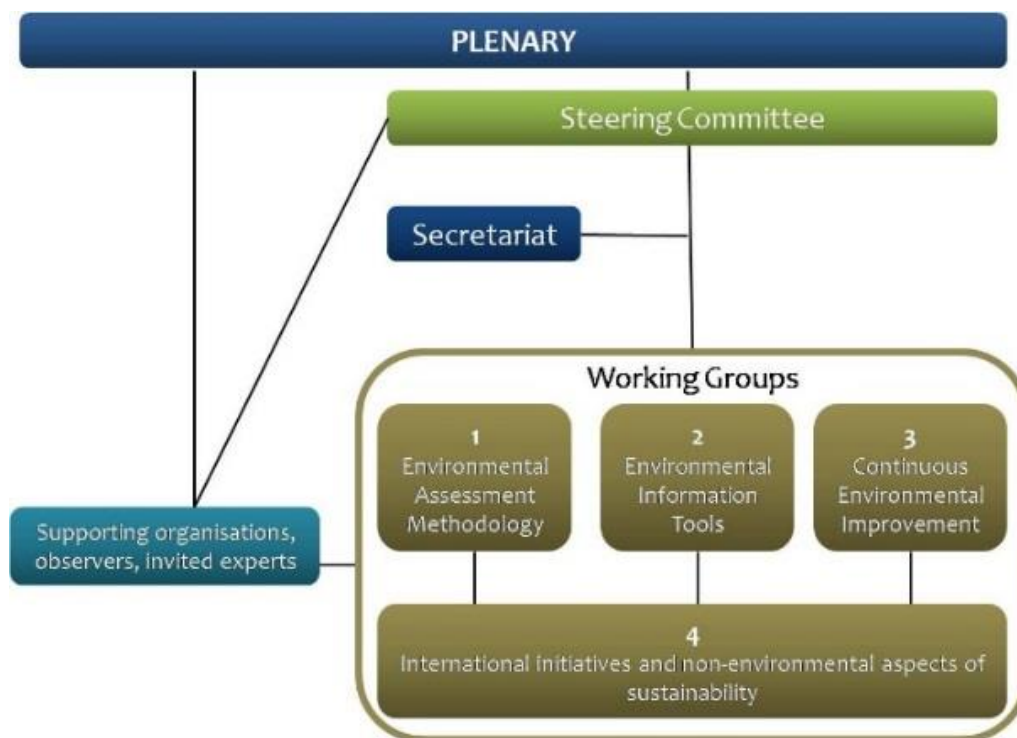 PLENARY
Steering Committee
Secretariat
Working Groups
1
Environmental
Assessment
Methodology
2
Environmental
Information
Tools
3
Continuous
Environmental
Improvement
Supporting organisations,
observers, invited experts
4
International initiatives and non-environmental aspects of
sustainability